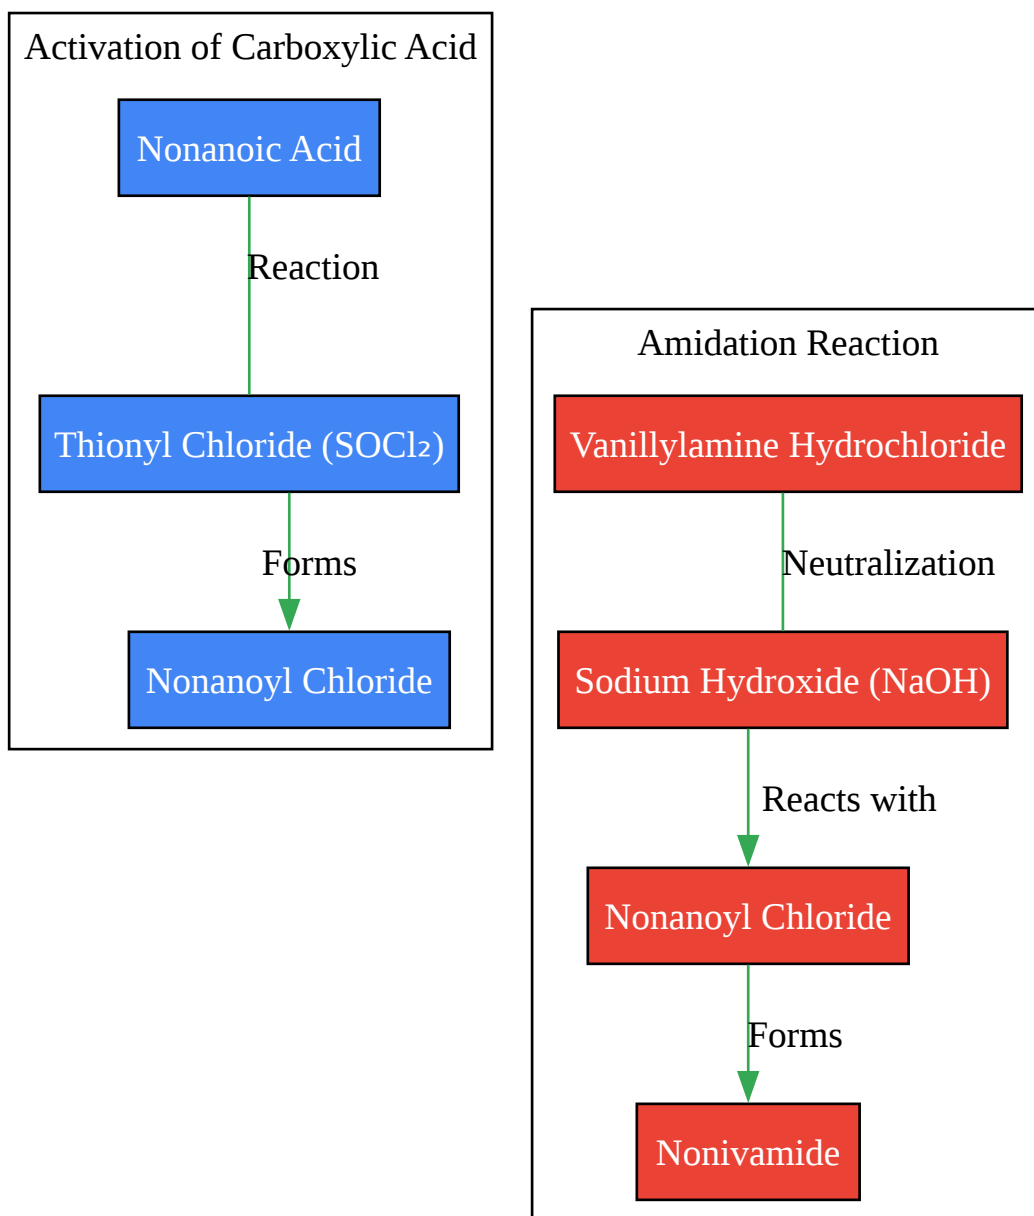 Activation of Carboxylic Acid
Nonanoic Acid
Reaction
Thionyl Chloride (SOCl₂)
Forms
Nonanoyl Chloride
Amidation Reaction
Vanillylamine Hydrochloride
Neutralization
Sodium Hydroxide (NaOH)
Reacts with
Nonanoyl Chloride
Forms
Nonivamide